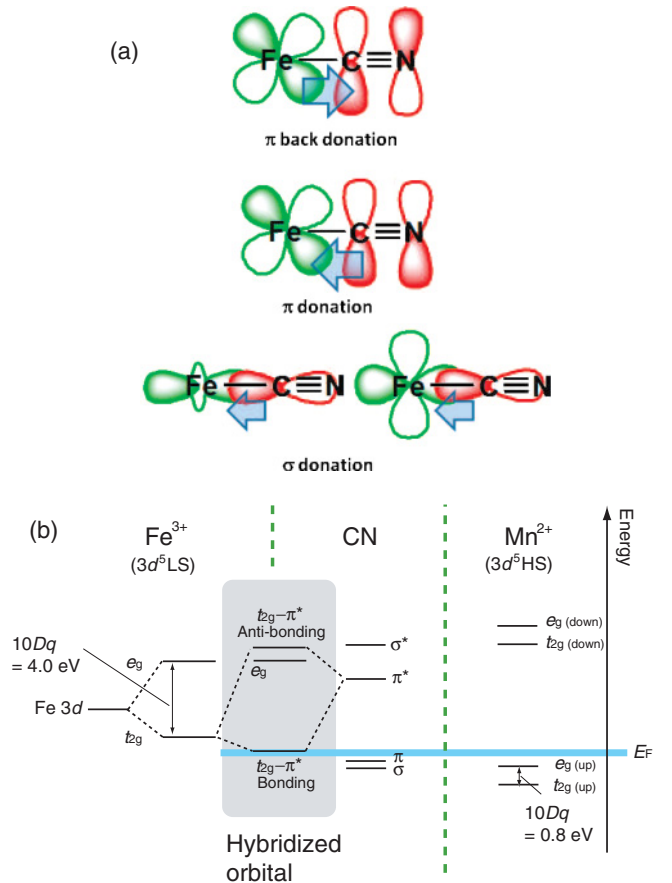 (a)
Fe—C≡N
π back donation
Fe—C≡N
π donation
Fe—C≡N Fe—C≡N
σ donation
(b)
Fe³⁺ CN Mn²⁺
(3d⁵LS) (3d⁵HS)
Energy
t₂g–π*
Anti-bonding
eg (down)
t₂g (down)
σ*
10Dq
= 4.0 eV
eg
eg
π*
Fe 3d
t₂g
EF
t₂g–π*
Bonding
π
σ
eg (up)
t₂g (up)
10Dq
= 0.8 eV
Hybridized
orbital